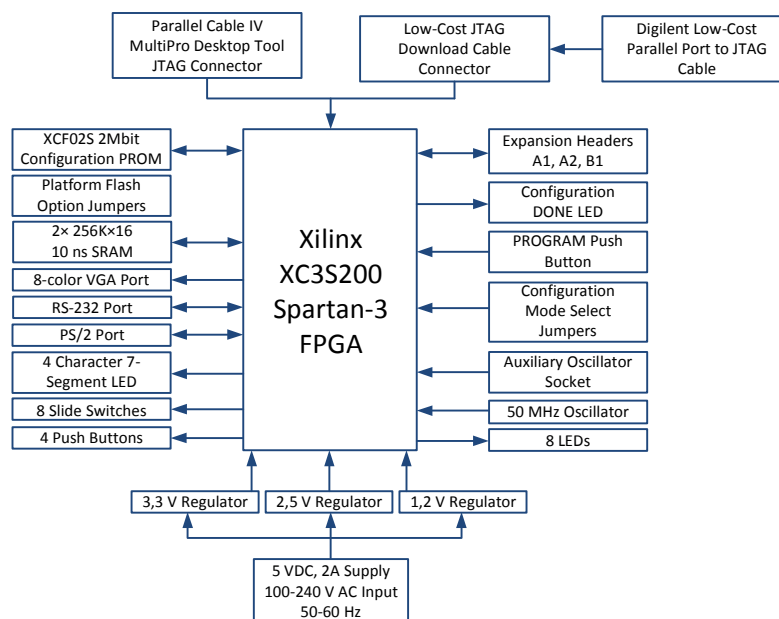 Parallel Cable IV
MultiPro Desktop Tool
JTAG Connector
Low-Cost JTAG
Download Cable
Connector
Digilent Low-Cost
Parallel Port to JTAG
Cable
XCF02S 2Mbit
Configuration PROM
Platform Flash
Option Jumpers
2× 256K×16
10 ns SRAM
8-color VGA Port
RS-232 Port
PS/2 Port
4 Character 7-
Segment LED
8 Slide Switches
4 Push Buttons
Xilinx
XC3S200
Spartan-3
FPGA
Expansion Headers
A1, A2, B1
Configuration
DONE LED
PROGRAM Push
Button
Configuration
Mode Select
Jumpers
Auxiliary Oscillator
Socket
50 MHz Oscillator
8 LEDs
3,3 V Regulator
2,5 V Regulator
1,2 V Regulator
5 VDC, 2A Supply
100-240 V AC Input
50-60 Hz